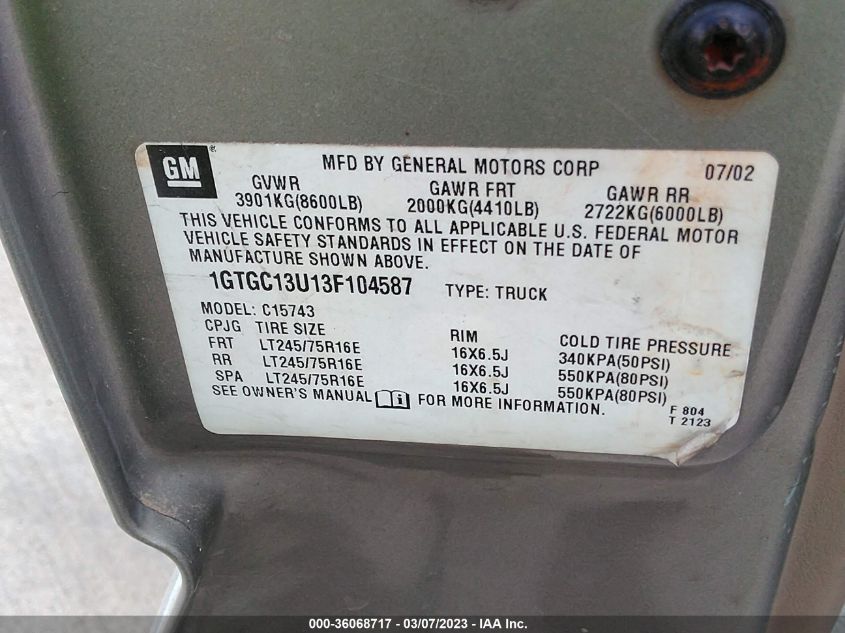 GM ® MFD BY GENERAL MOTORS CORP 07/02
GVWR GAWR FRT GAWR RR
3901KG(8600LB) 2000KG(4410LB) 2722KG(6000LB)
THIS VEHICLE CONFORMS TO ALL APPLICABLE U.S. FEDERAL MOTOR
VEHICLE SAFETY STANDARDS IN EFFECT ON THE DATE OF
MANUFACTURE SHOWN ABOVE.
1GTGC13U13F104587 TYPE: TRUCK
MODEL: C15743
CPJG TIRE SIZE RIM COLD TIRE PRESSURE
FRT LT245/75R16E 16X6.5J 340KPA(50PSI)
RR LT245/75R16E 16X6.5J 550KPA(80PSI)
SPA LT245/75R16E 16X6.5J 550KPA(80PSI)
SEE OWNER'S MANUAL i FOR MORE INFORMATION.
F 804
T 2123
000-36068717 — 03/07/2023 — IAA Inc.